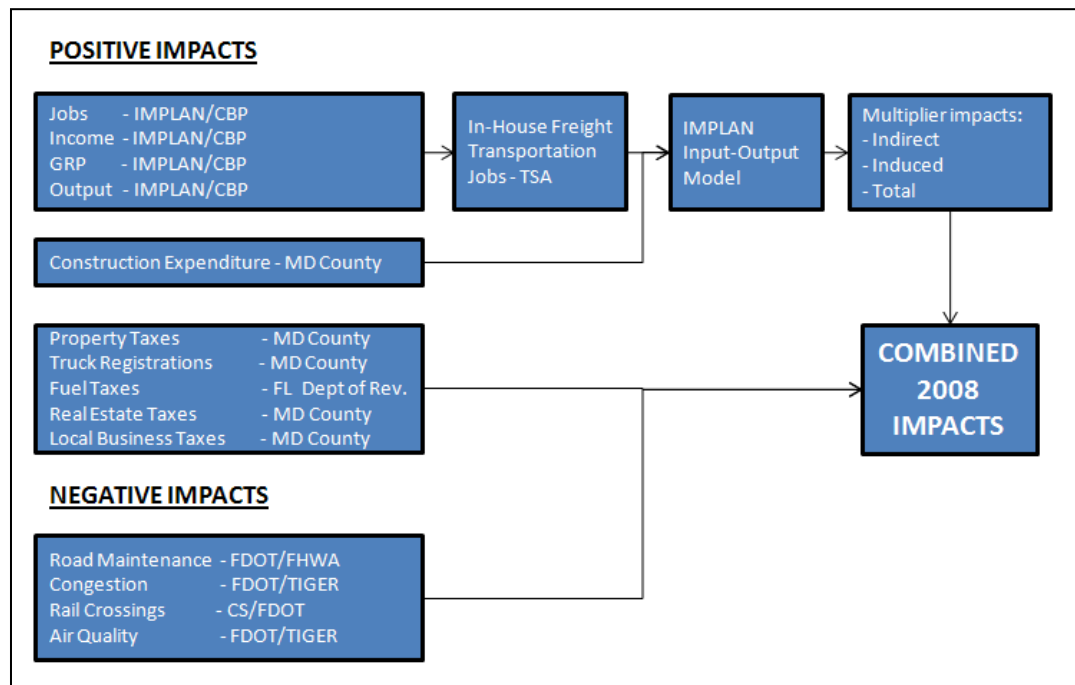 POSITIVE IMPACTS
Jobs - IMPLAN/CBP
Income - IMPLAN/CBP
GRP - IMPLAN/CBP
Output - IMPLAN/CBP
In-House Freight
Transportation
Jobs - TSA
IMPLAN
Input-Output
Model
Multiplier impacts:
- Indirect
- Induced
- Total
Construction Expenditure - MD County
Property Taxes - MD County
Truck Registrations - MD County
Fuel Taxes - FL Dept of Rev.
Real Estate Taxes - MD County
Local Business Taxes - MD County
COMBINED
2008
IMPACTS
NEGATIVE IMPACTS
Road Maintenance - FDOT/FHWA
Congestion - FDOT/TIGER
Rail Crossings - CS/FDOT
Air Quality - FDOT/TIGER